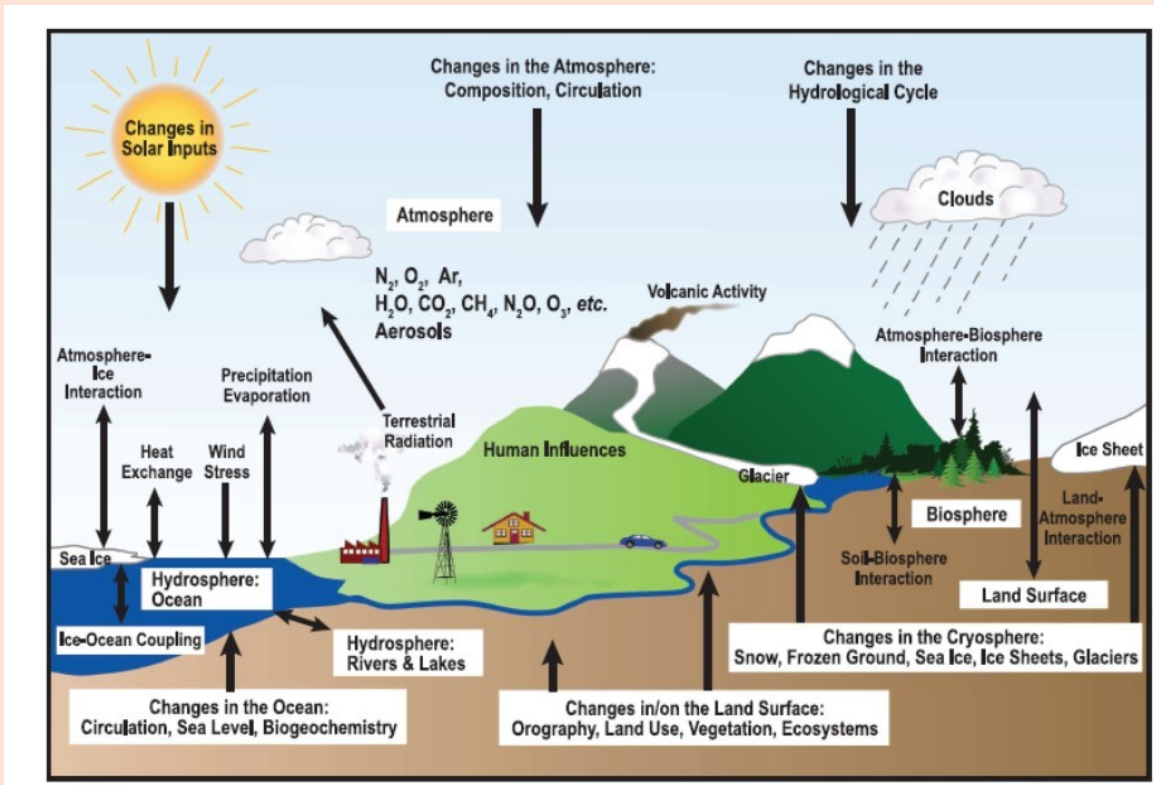 Changes in the Atmosphere:
Composition, Circulation
Changes in the
Hydrological Cycle
Changes in
Solar Inputs
Clouds
Atmosphere
N₂, O₂, Ar,
H₂O, CO₂, CH₄, N₂O, O₃, etc.
Aerosols
Volcanic Activity
Atmosphere-
Ice
Interaction
Precipitation
Evaporation
Atmosphere-Biosphere
Interaction
Terrestrial
Radiation
Heat
Exchange
Wind
Stress
Human Influences
Ice Sheet
Glacier
Land-
Atmosphere
Interaction
Biosphere
Sea Ice
Soil-Biosphere
Interaction
Hydrosphere:
Ocean
Land Surface
Ice-Ocean Coupling
Hydrosphere:
Rivers & Lakes
Changes in the Cryosphere:
Snow, Frozen Ground, Sea Ice, Ice Sheets, Glaciers
Changes in the Ocean:
Circulation, Sea Level, Biogeochemistry
Changes in/on the Land Surface:
Orography, Land Use, Vegetation, Ecosystems